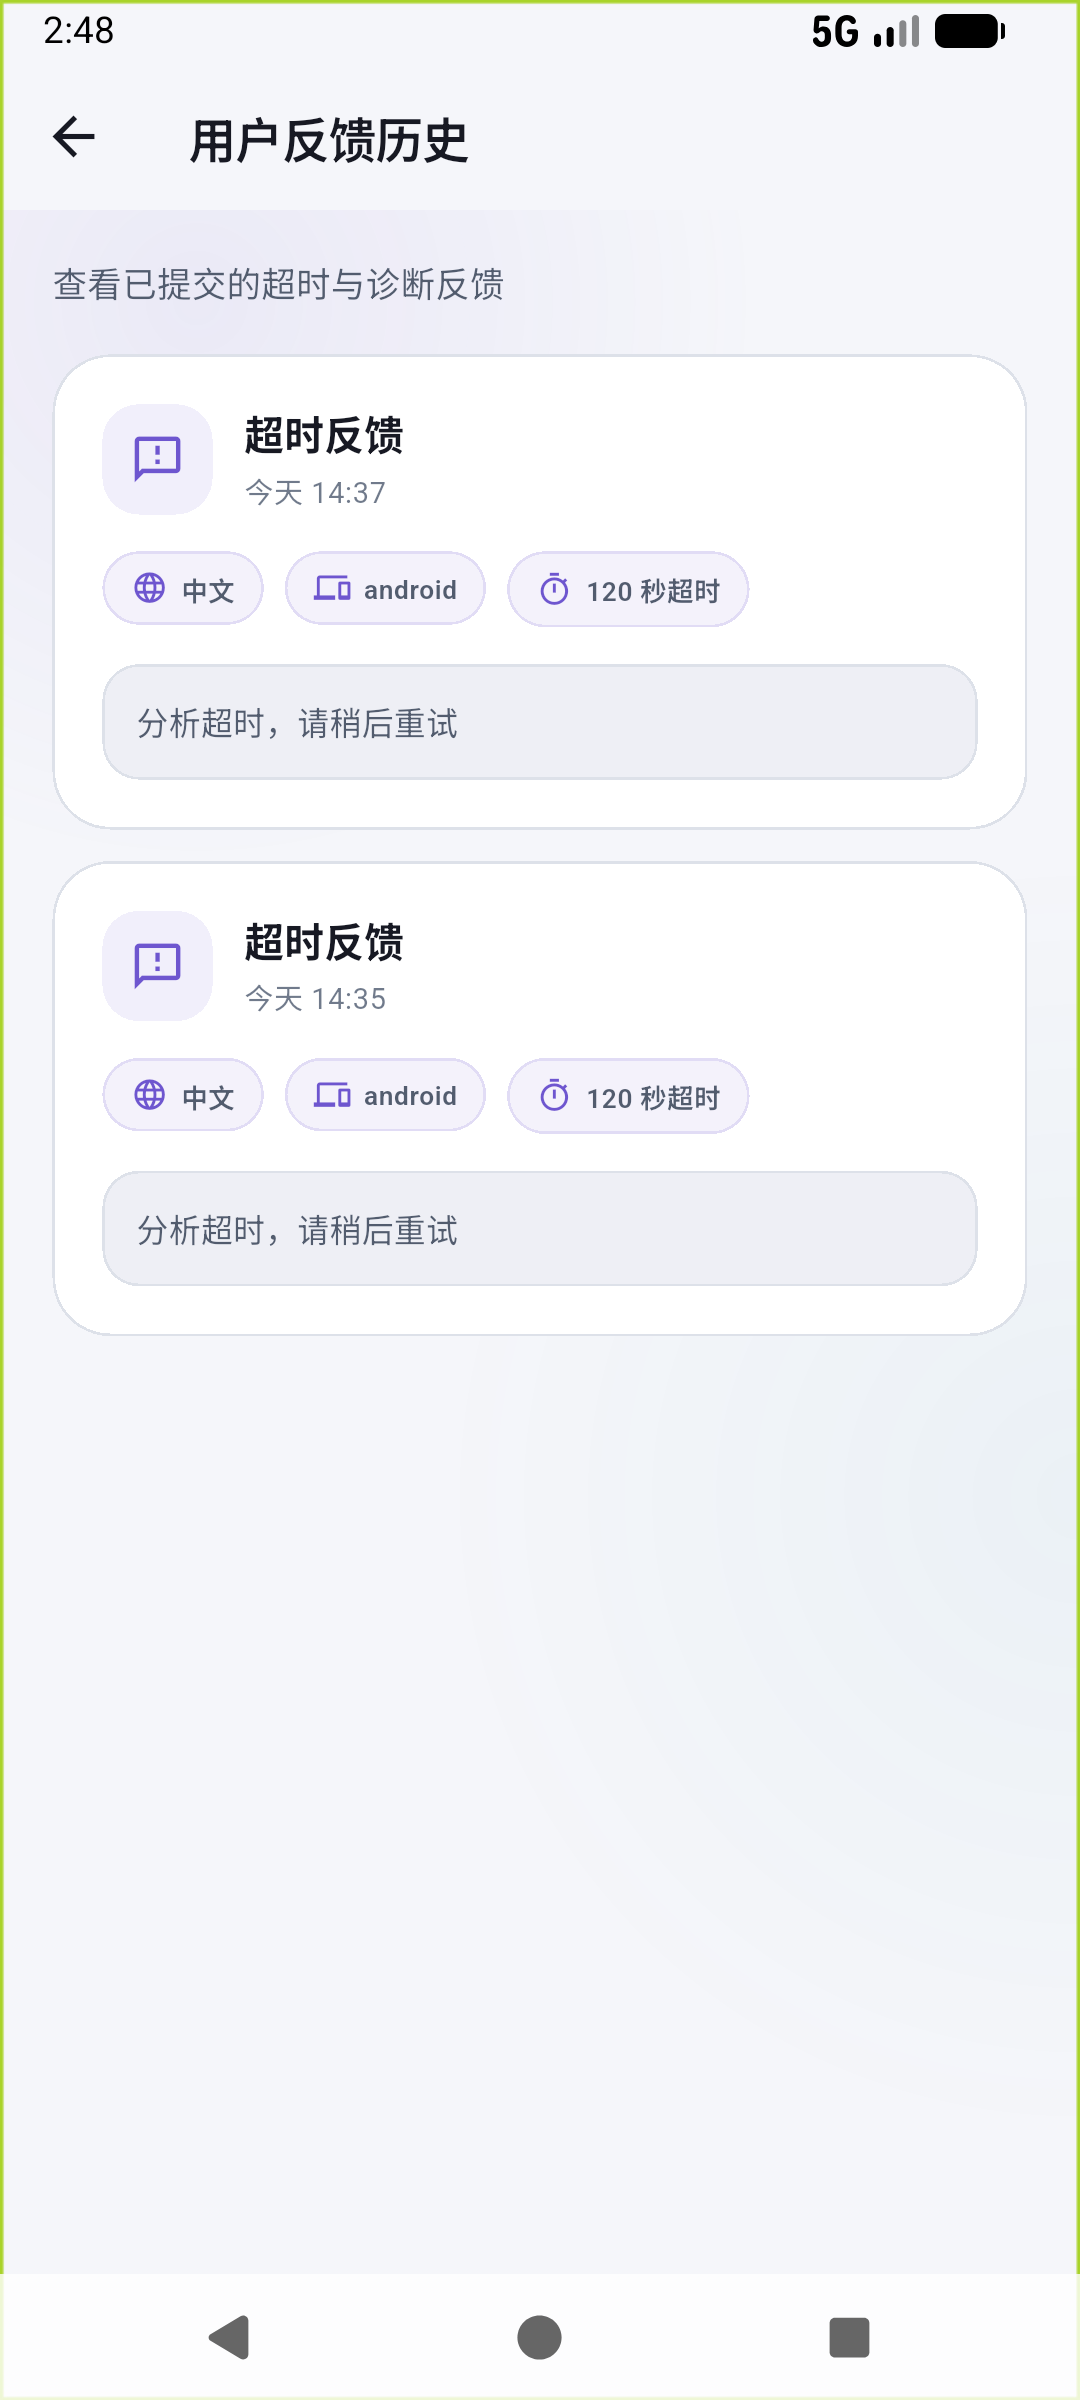 2:48
5G
用户反馈历史
查看已提交的超时与诊断反馈
超时反馈
今天 14:37
中文
android
120 秒超时
分析超时，请稍后重试
超时反馈
今天 14:35
中文
android
120 秒超时
分析超时，请稍后重试